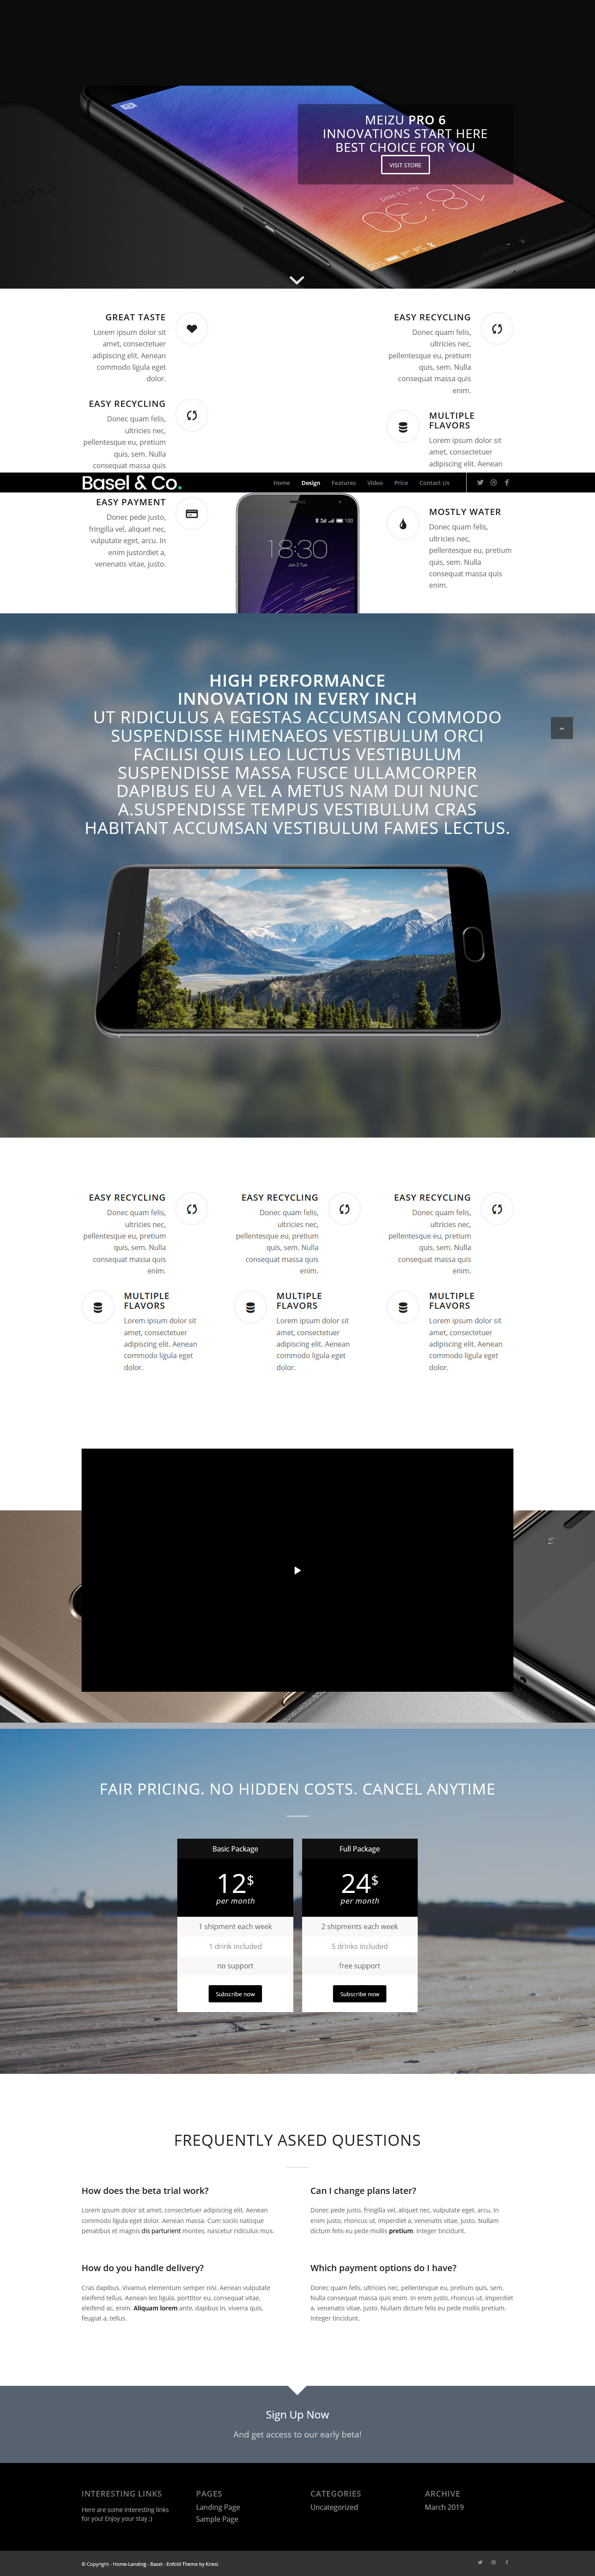 MEIZU PRO 6
INNOVATIONS START HERE
BEST CHOICE FOR YOU
VISIT STORE
GREAT TASTE
Lorem ipsum dolor sit
amet, consectetuer
adipiscing elit. Aenean
commodo ligula eget
dolor.
EASY RECYCLING
Donec quam felis,
ultricies nec,
pellentesque eu, pretium
quis, sem. Nulla
consequat massa quis
EASY RECYCLING
Donec quam felis,
ultricies nec,
pellentesque eu, pretium
quis, sem. Nulla
consequat massa quis
enim.
MULTIPLE
FLAVORS
Lorem ipsum dolor sit
amet, consectetuer
adipiscing elit. Aenean
Basel & Co.
Home Design Features Video Price Contact Us
EASY PAYMENT
Donec pede justo,
fringilla vel, aliquet nec,
vulputate eget, arcu. In
enim justordiet a,
venenatis vitae, justo.
100
18:30
Jun 2 Tue
MOSTLY WATER
Donec quam felis,
ultricies nec,
pellentesque eu, pretium
quis, sem. Nulla
consequat massa quis
enim.
HIGH PERFORMANCE
INNOVATION IN EVERY INCH
UT RIDICULUS A EGESTAS ACCUMSAN COMMODO
SUSPENDISSE HIMENAEOS VESTIBULUM ORCI
FACILISI QUIS LEO LUCTUS VESTIBULUM
SUSPENDISSE MASSA FUSCE ULLAMCORPER
DAPIBUS EU A VEL A METUS NAM DUI NUNC
A.SUSPENDISSE TEMPUS VESTIBULUM CRAS
HABITANT ACCUMSAN VESTIBULUM FAMES LECTUS.
EASY RECYCLING
Donec quam felis,
ultricies nec,
pellentesque eu, pretium
quis, sem. Nulla
consequat massa quis
enim.
MULTIPLE
FLAVORS
Lorem ipsum dolor sit
amet, consectetuer
adipiscing elit. Aenean
commodo ligula eget
dolor.
EASY RECYCLING
Donec quam felis,
ultricies nec,
pellentesque eu, pretium
quis, sem. Nulla
consequat massa quis
enim.
MULTIPLE
FLAVORS
Lorem ipsum dolor sit
amet, consectetuer
adipiscing elit. Aenean
commodo ligula eget
dolor.
EASY RECYCLING
Donec quam felis,
ultricies nec,
pellentesque eu, pretium
quis, sem. Nulla
consequat massa quis
enim.
MULTIPLE
FLAVORS
Lorem ipsum dolor sit
amet, consectetuer
adipiscing elit. Aenean
commodo ligula eget
dolor.
FAIR PRICING. NO HIDDEN COSTS. CANCEL ANYTIME
Basic Package
12$
per month
1 shipment each week
1 drink included
no support
Subscribe now
Full Package
24$
per month
2 shipments each week
5 drinks included
free support
Subscribe now
FREQUENTLY ASKED QUESTIONS
How does the beta trial work?
Lorem ipsum dolor sit amet, consectetuer adipiscing elit. Aenean
commodo ligula eget dolor. Aenean massa. Cum sociis natoque
penatibus et magnis dis parturient montes, nascetur ridiculus mus.
Can I change plans later?
Donec pede justo, fringilla vel, aliquet nec, vulputate eget, arcu. In
enim justo, rhoncus ut, imperdiet a, venenatis vitae, justo. Nullam
dictum felis eu pede mollis pretium. Integer tincidunt.
How do you handle delivery?
Cras dapibus. Vivamus elementum semper nisi. Aenean vulputate
eleifend tellus. Aenean leo ligula, porttitor eu, consequat vitae,
eleifend ac, enim. Aliquam lorem ante, dapibus in, viverra quis,
feugiat a, tellus.
Which payment options do I have?
Donec quam felis, ultricies nec, pellentesque eu, pretium quis, sem.
Nulla consequat massa quis enim. In enim justo, rhoncus ut, imperdiet
a, venenatis vitae, justo. Nullam dictum felis eu pede mollis pretium.
Integer tincidunt.
Sign Up Now
And get access to our early beta!
INTERESTING LINKS
Here are some interesting links
for you! Enjoy your stay :)
PAGES
Landing Page
Sample Page
CATEGORIES
Uncategorized
ARCHIVE
March 2019
© Copyright - Home-Landing - Basel - Enfold Theme by Kriesi